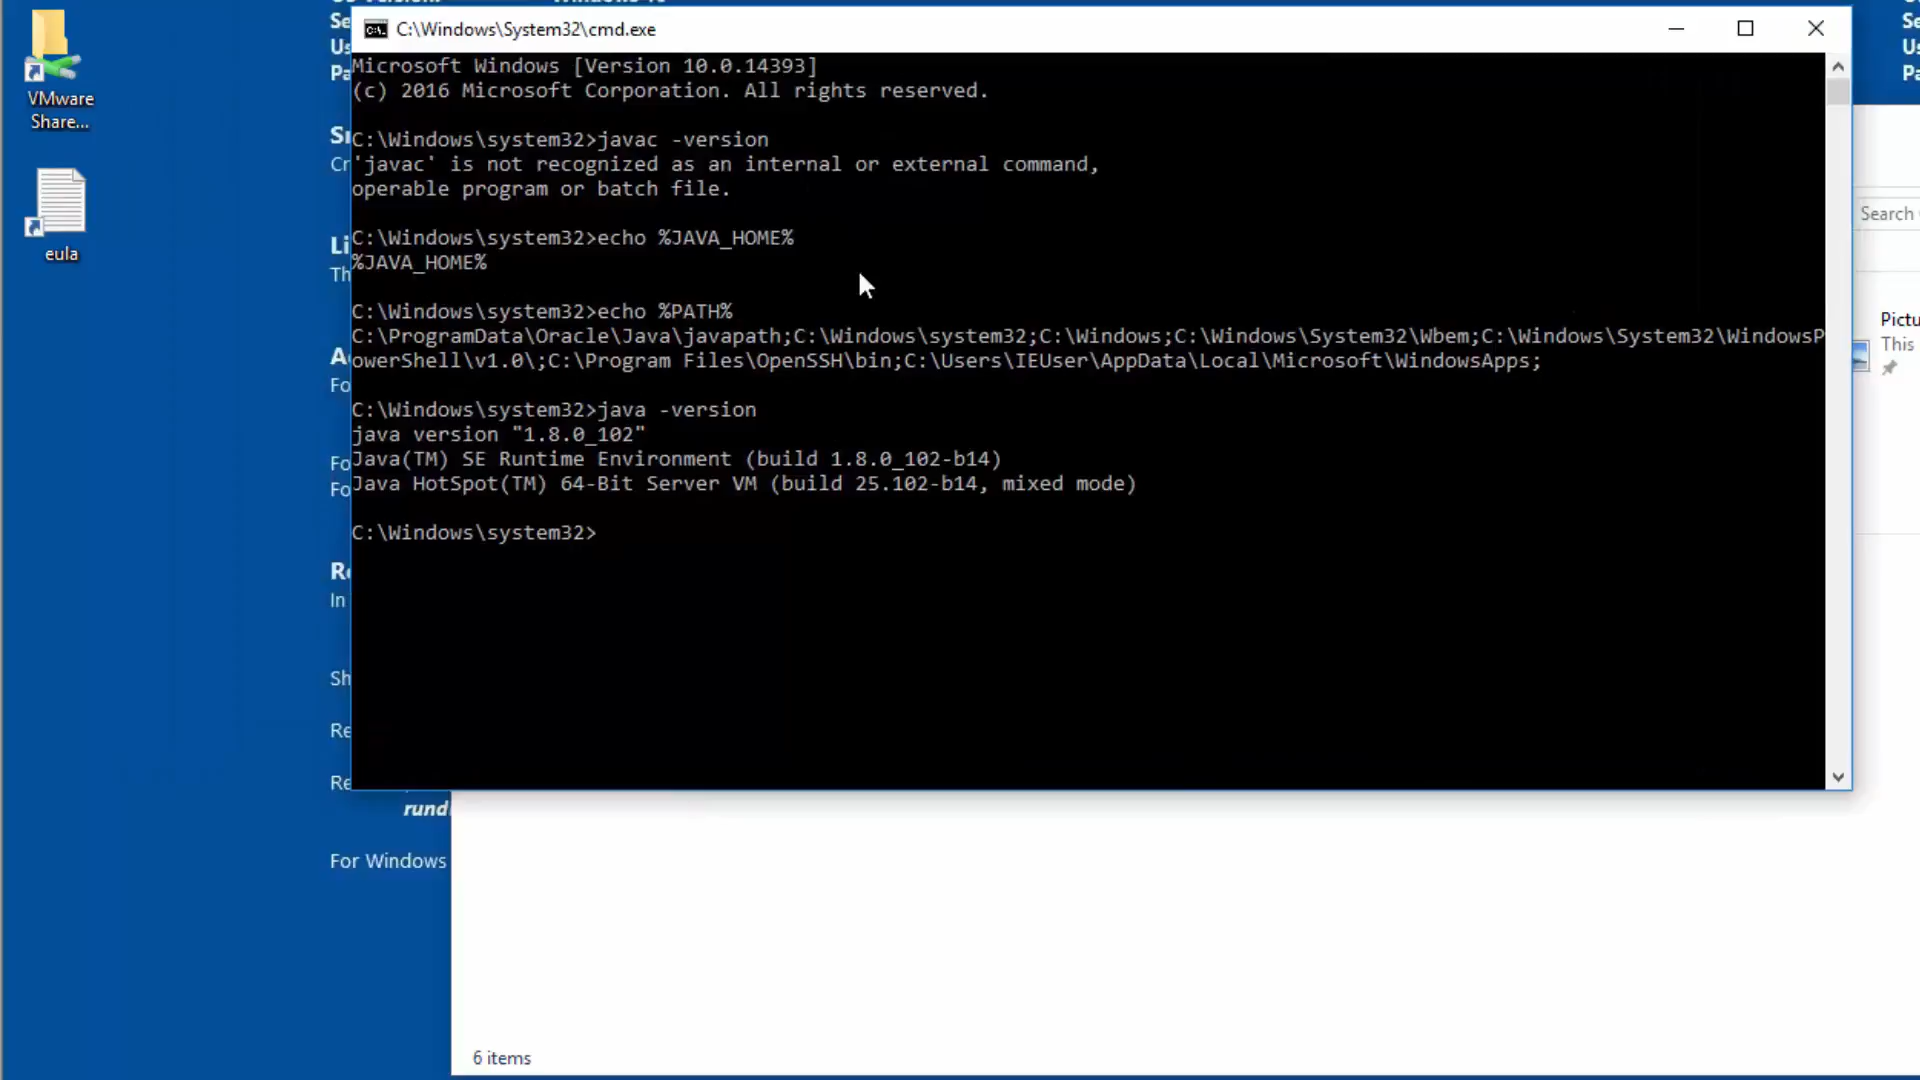 C:\Windows\System32\cmd.exe
Microsoft Windows [Version 10.0.14393]
(c) 2016 Microsoft Corporation. All rights reserved.
C:\Windows\system32>javac -version
'javac' is not recognized as an internal or external command,
operable program or batch file.
C:\Windows\system32>echo %JAVA_HOME%
%JAVA_HOME%
C:\Windows\system32>echo %PATH%
C:\ProgramData\Oracle\Java\javapath;C:\Windows\system32;C:\Windows;C:\Windows\System32\Wbem;C:\Windows\System32\WindowsP
owerShell\v1.0\;C:\Program Files\OpenSSH\bin;C:\Users\IEUser\AppData\Local\Microsoft\WindowsApps;
C:\Windows\system32>java -version
java version "1.8.0_102"
Java(TM) SE Runtime Environment (build 1.8.0_102-b14)
Java HotSpot(TM) 64-Bit Server VM (build 25.102-b14, mixed mode)
C:\Windows\system32>
VMware
Share...
eula
For Windows
Search
This
6 items